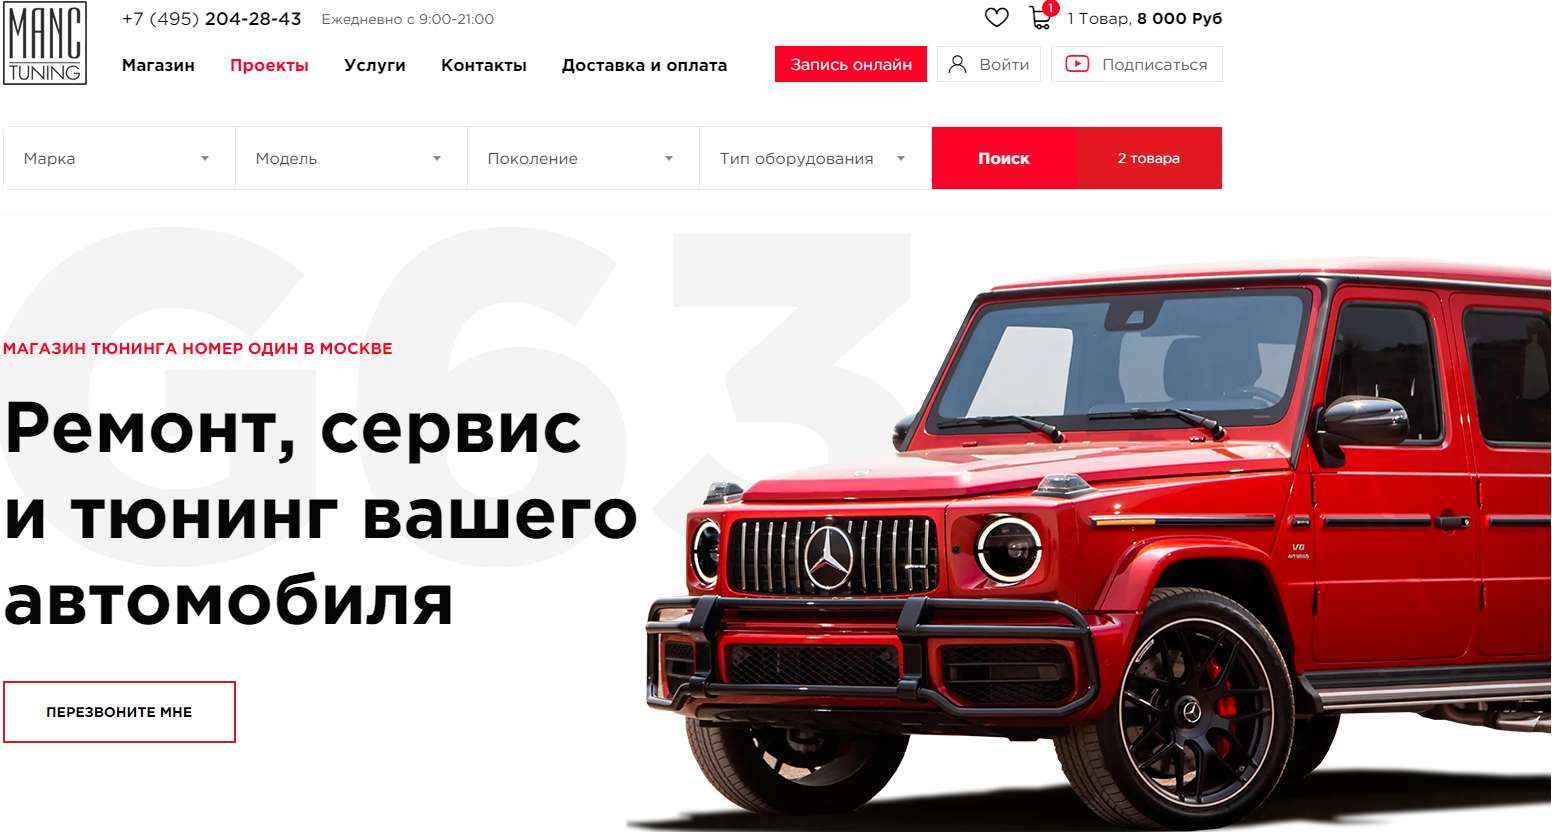 MANC
TUNING
+7 (495) 204-28-43
Ежедневно с 9:00-21:00
1
1 Товар, 8 000 Руб
Магазин
Проекты
Услуги
Контакты
Доставка и оплата
Запись онлайн
Войти
Подписаться
Марка
Модель
Поколение
Тип оборудования
Поиск
2 товара
G63
МАГАЗИН ТЮНИНГА НОМЕР ОДИН В МОСКВЕ
Ремонт, сервис
и тюнинг вашего
автомобиля
ПЕРЕЗВОНИТЕ МНЕ
V8
BITURBO